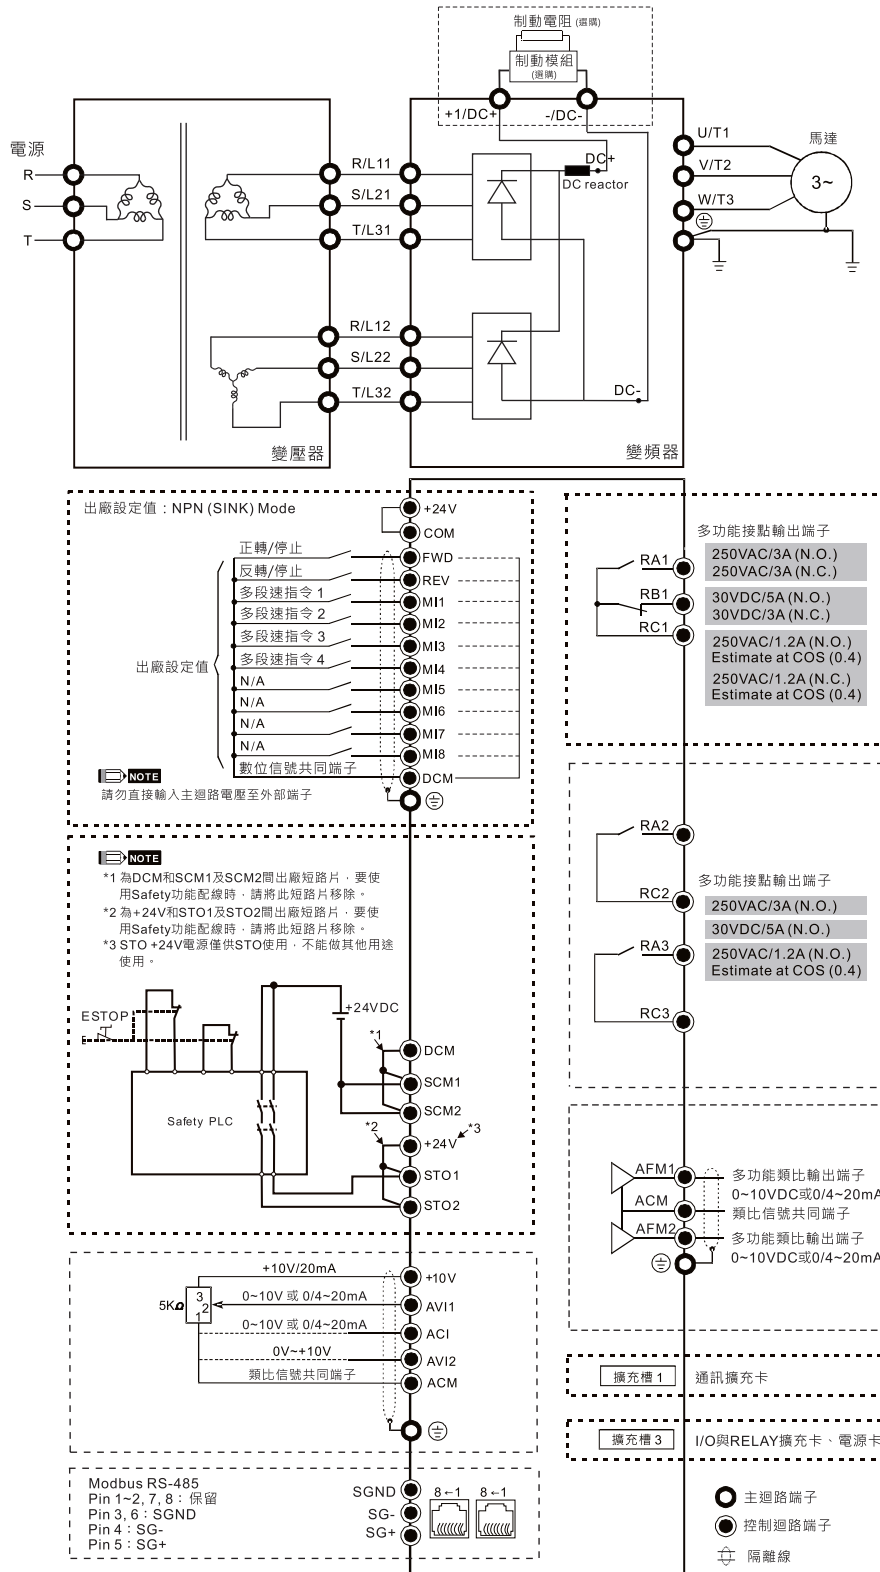 制動電阻 (選購)
制動模組
(選購)
+1/DC+
-/DC-
電源
R
S
T
R/L11
S/L21
T/L31
R/L12
S/L22
T/L32
DC+
DC reactor
DC-
U/T1
V/T2
W/T3
馬達
3~
變壓器
變頻器
出廠設定值：NPN (SINK) Mode
+24V
COM
正轉/停止
FWD
反轉/停止
REV
多段速指令 1
MI1
多段速指令 2
MI2
多段速指令 3
MI3
多段速指令 4
MI4
出廠設定值
N/A
MI5
N/A
MI6
N/A
MI7
N/A
MI8
數位信號共同端子
DCM
NOTE
請勿直接輸入主迴路電壓至外部端子
多功能接點輸出端子
RA1
250VAC/3A (N.O.)
250VAC/3A (N.C.)
RB1
30VDC/5A (N.O.)
30VDC/3A (N.C.)
RC1
250VAC/1.2A (N.O.)
Estimate at COS (0.4)
250VAC/1.2A (N.C.)
Estimate at COS (0.4)
RA2
多功能接點輸出端子
RC2
250VAC/3A (N.O.)
30VDC/5A (N.O.)
RA3
250VAC/1.2A (N.O.)
Estimate at COS (0.4)
RC3
NOTE
*1 為DCM和SCM1及SCM2間出廠短路片，要使
用Safety功能配線時，請將此短路片移除。
*2 為+24V和STO1及STO2間出廠短路片，要使
用Safety功能配線時，請將此短路片移除。
*3 STO +24V電源僅供STO使用，不能做其他用途
使用。
ESTOP
+24VDC
Safety PLC
*1
DCM
SCM1
SCM2
*2
+24V
*3
STO1
STO2
AFM1
多功能類比輸出端子
0~10VDC或0/4~20mA
ACM
類比信號共同端子
AFM2
多功能類比輸出端子
0~10VDC或0/4~20mA
+10V/20mA
+10V
5KΩ
3
2
1
0~10V 或 0/4~20mA
AVI1
0~10V 或 0/4~20mA
ACI
0V~+10V
AVI2
類比信號共同端子
ACM
擴充槽 1
通訊擴充卡
擴充槽 3
I/O與RELAY擴充卡、電源卡
Modbus RS-485
Pin 1~2, 7, 8：保留
Pin 3, 6：SGND
Pin 4：SG-
Pin 5：SG+
SGND
SG-
SG+
8←1
8←1
主迴路端子
控制迴路端子
隔離線